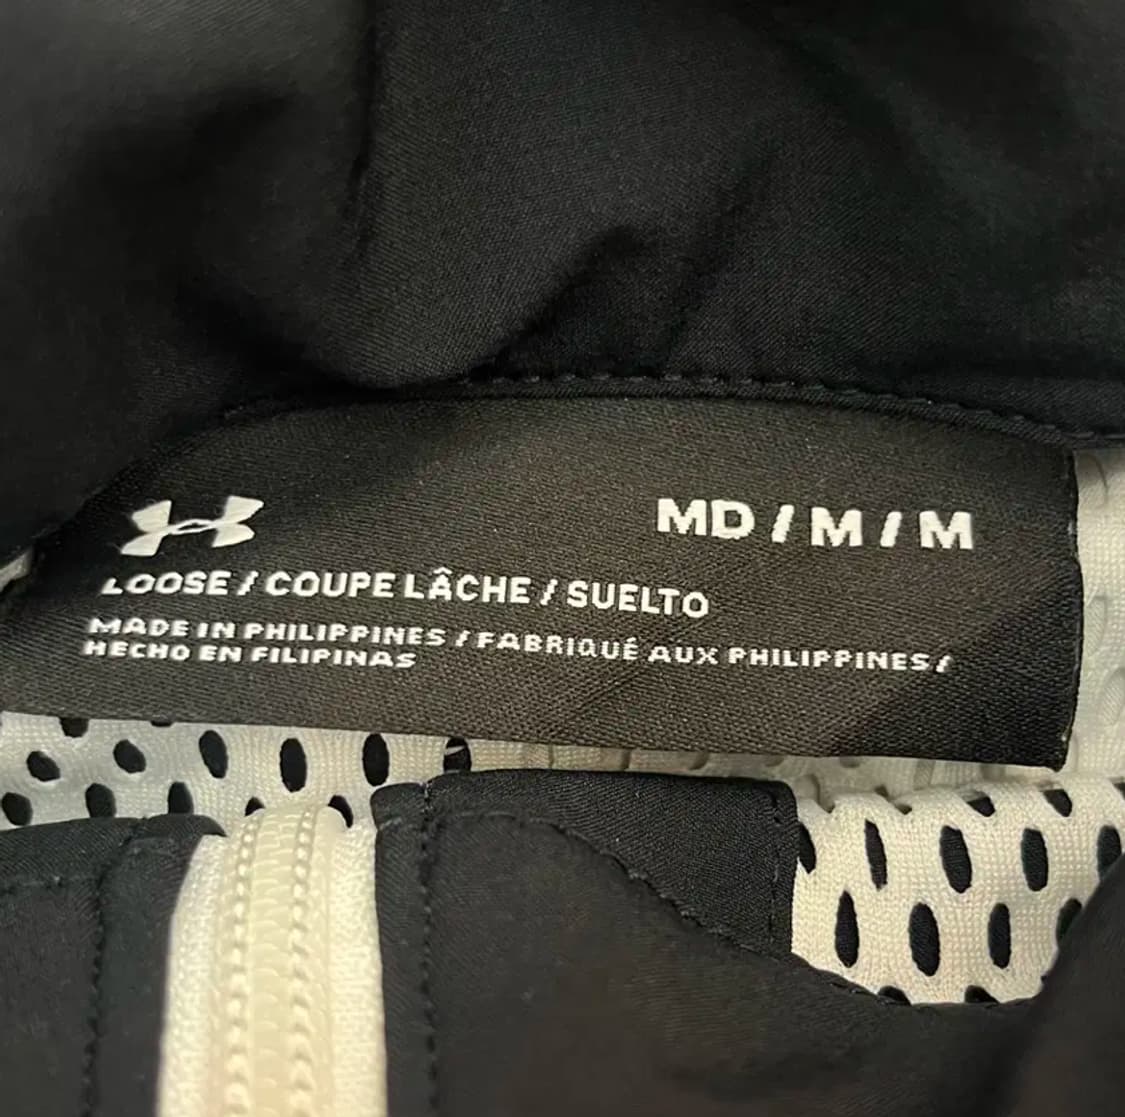 MD / M / M
LOOSE / COUPE LÂCHE / SUELTO
MADE IN PHILIPPINES / FABRIQUÉ AUX PHILIPPINES /
HECHO EN FILIPINAS